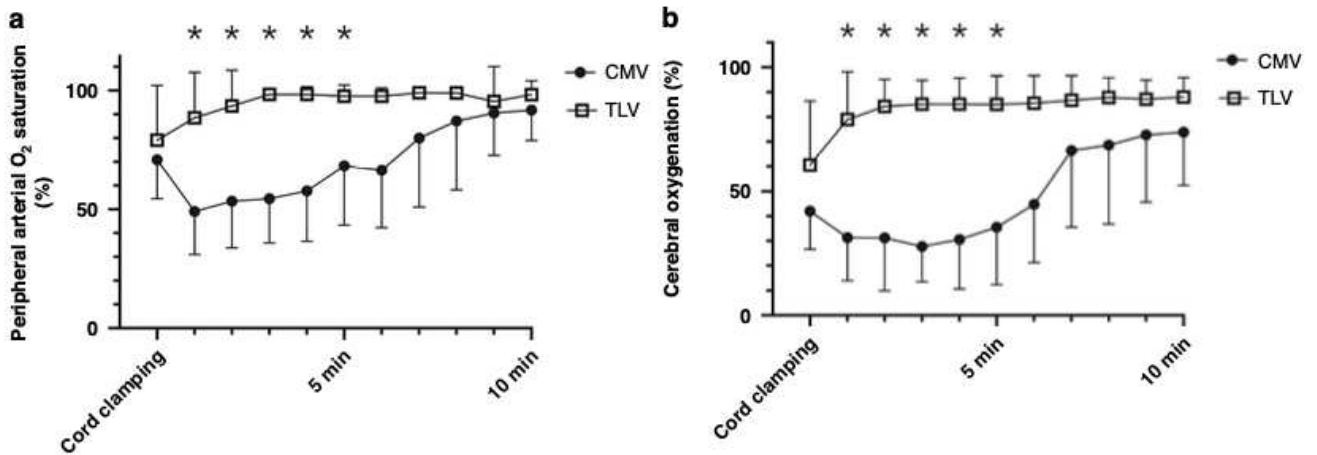 a
* * * * *
Peripheral arterial O2 saturation
(%)
100
50
0
CMV
TLV
Cord clamping
5 min
10 min
b
* * * * *
Cerebral oxygenation (%)
100
50
0
CMV
TLV
Cord clamping
5 min
10 min